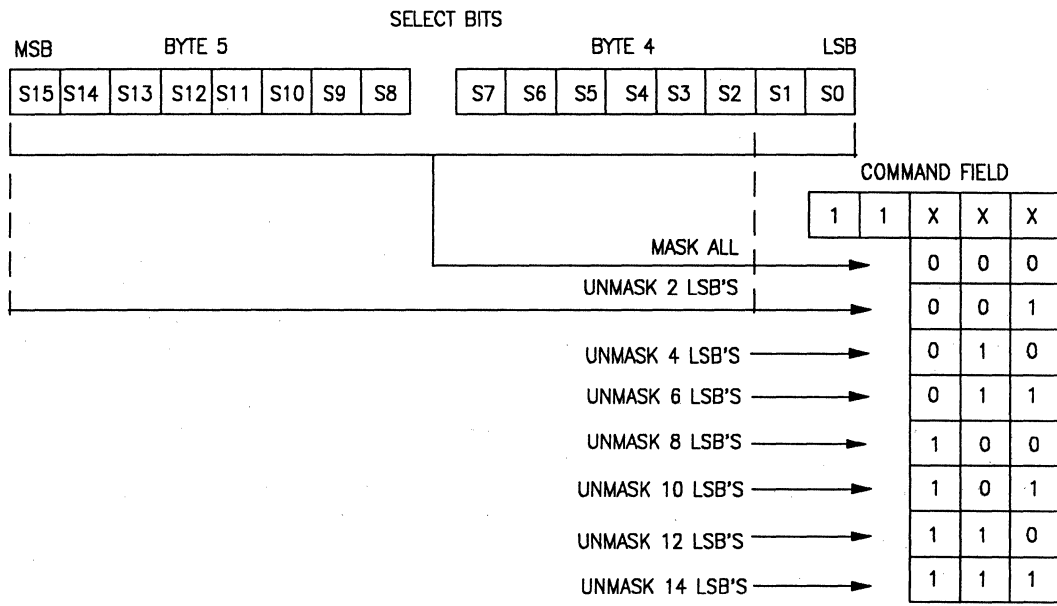 SELECT BITS
MSB BYTE 5 BYTE 4 LSB
S15 S14 S13 S12 S11 S10 S9 S8 S7 S6 S5 S4 S3 S2 S1 S0
COMMAND FIELD
1 1 X X X
MASK ALL 0 0 0
UNMASK 2 LSB'S 0 0 1
UNMASK 4 LSB'S 0 1 0
UNMASK 6 LSB'S 0 1 1
UNMASK 8 LSB'S 1 0 0
UNMASK 10 LSB'S 1 0 1
UNMASK 12 LSB'S 1 1 0
UNMASK 14 LSB'S 1 1 1